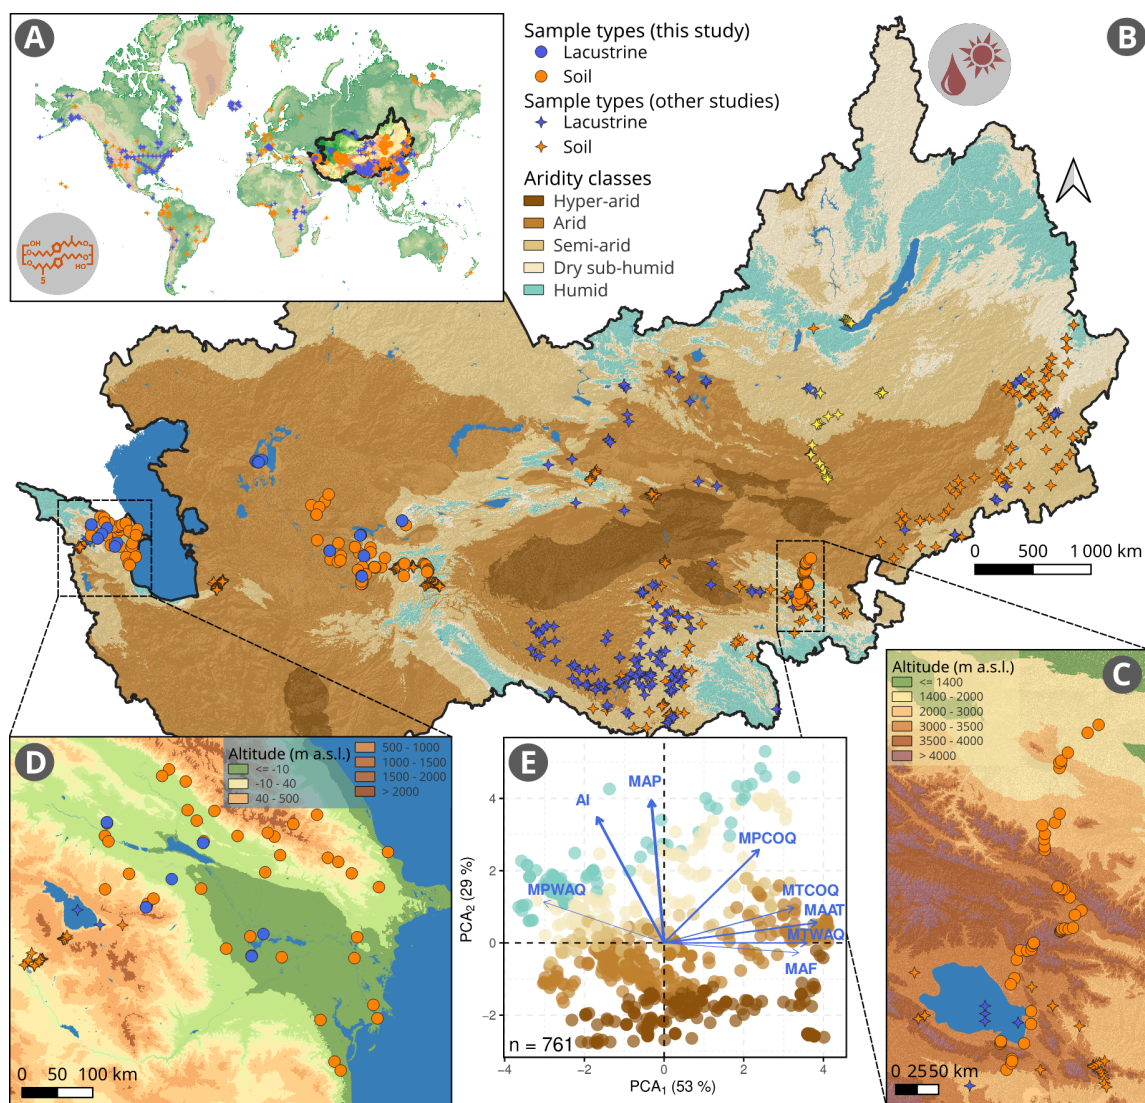 A
OH
O
O
O
O
HO
5
Sample types (this study)
Lacustrine
Soil
Sample types (other studies)
Lacustrine
Soil
Aridity classes
Hyper-arid
Arid
Semi-arid
Dry sub-humid
Humid
B
0 500 1 000 km
C
Altitude (m a.s.l.)
<= 1400
1400 - 2000
2000 - 3000
3000 - 3500
3500 - 4000
> 4000
0 25 50 km
D
Altitude (m a.s.l.)
<= -10
-10 - 40
40 - 500
500 - 1000
1000 - 1500
1500 - 2000
> 2000
0 50 100 km
E
AI
MAP
MPCOQ
MPWAQ
MTCOQ
MAAT
MTWAQ
MAF
n = 761
4
2
0
−2
−4
−2
0
2
4
PCA2 (29 %)
PCA1 (53 %)